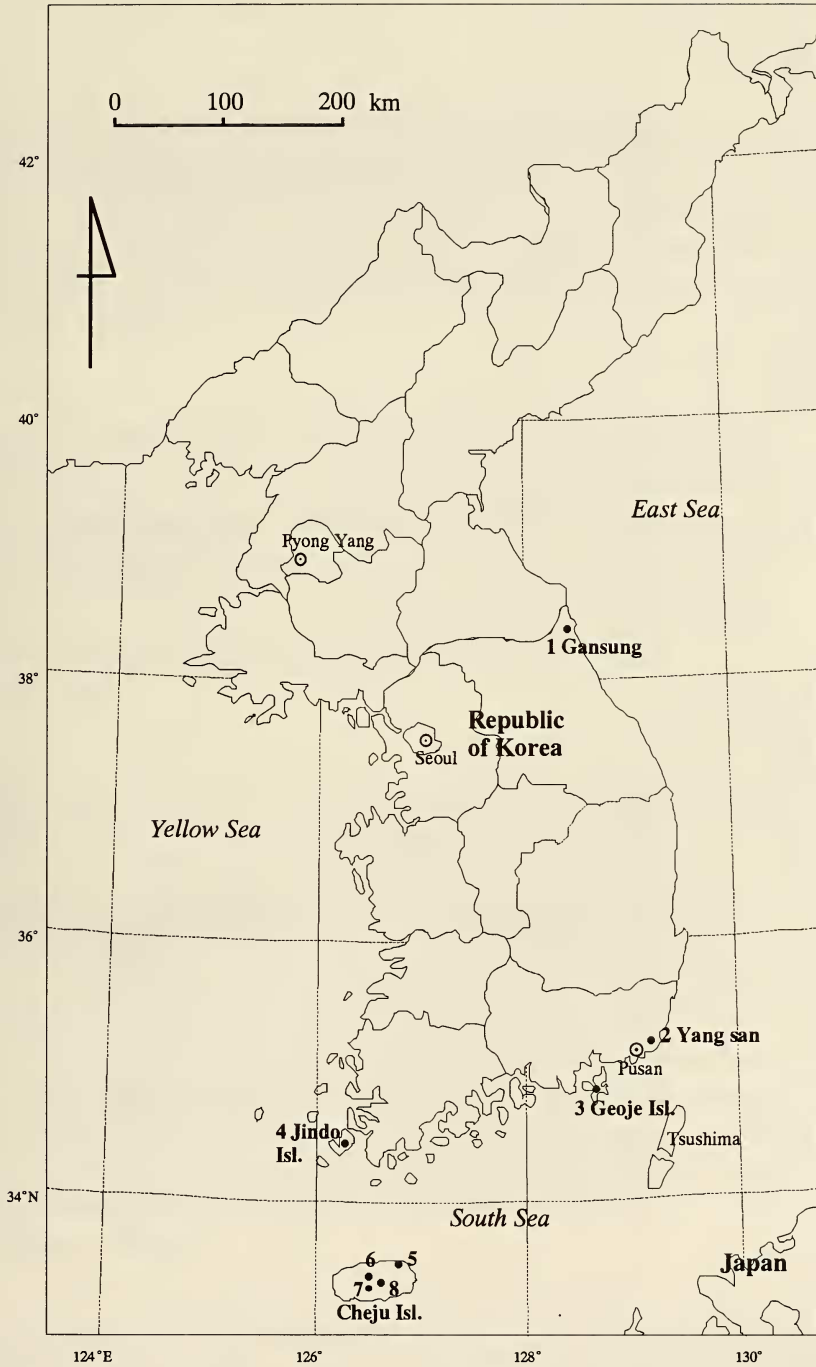 0 100 200 km
42°
40°
East Sea
Pyong Yang
1 Gansung
38°
Republic
of Korea
Seoul
Yellow Sea
36°
2 Yang san
Pusan
3 Geoje Isl.
4 Jindo
Isl.
Tsushima
34°N
South Sea
6 5
7 8
Japan
Cheju Isl.
124°E 126° 128° 130°